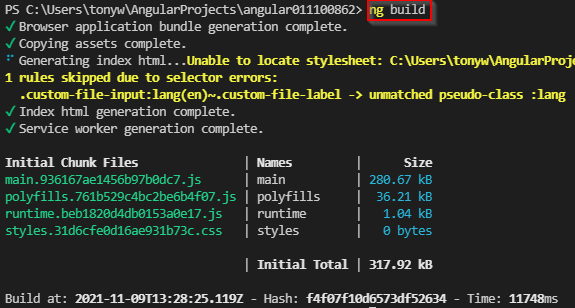 PS C:\Users\tonyw\AngularProjects\angular011100862> ng build
✓ Browser application bundle generation complete.
✓ Copying assets complete.
Generating index html...Unable to locate stylesheet: C:\Users\tonyw\AngularProje
1 rules skipped due to selector errors:
.custom-file-input:lang(en)~.custom-file-label -> unmatched pseudo-class :lang
✓ Index html generation complete.
✓ Service worker generation complete.
Initial Chunk Files | Names | Size
main.936167ae1456b97b0dc7.js | main | 280.67 kB
polyfills.761b529c4bc2be6b4f07.js | polyfills | 36.21 kB
runtime.beb1820d4db0153a0e17.js | runtime | 1.04 kB
styles.31d6cfe0d16ae931b73c.css | styles | 0 bytes
| Initial Total | 317.92 kB
Build at: 2021-11-09T13:28:25.119Z - Hash: f4f07f10d6573df52634 - Time: 11748ms